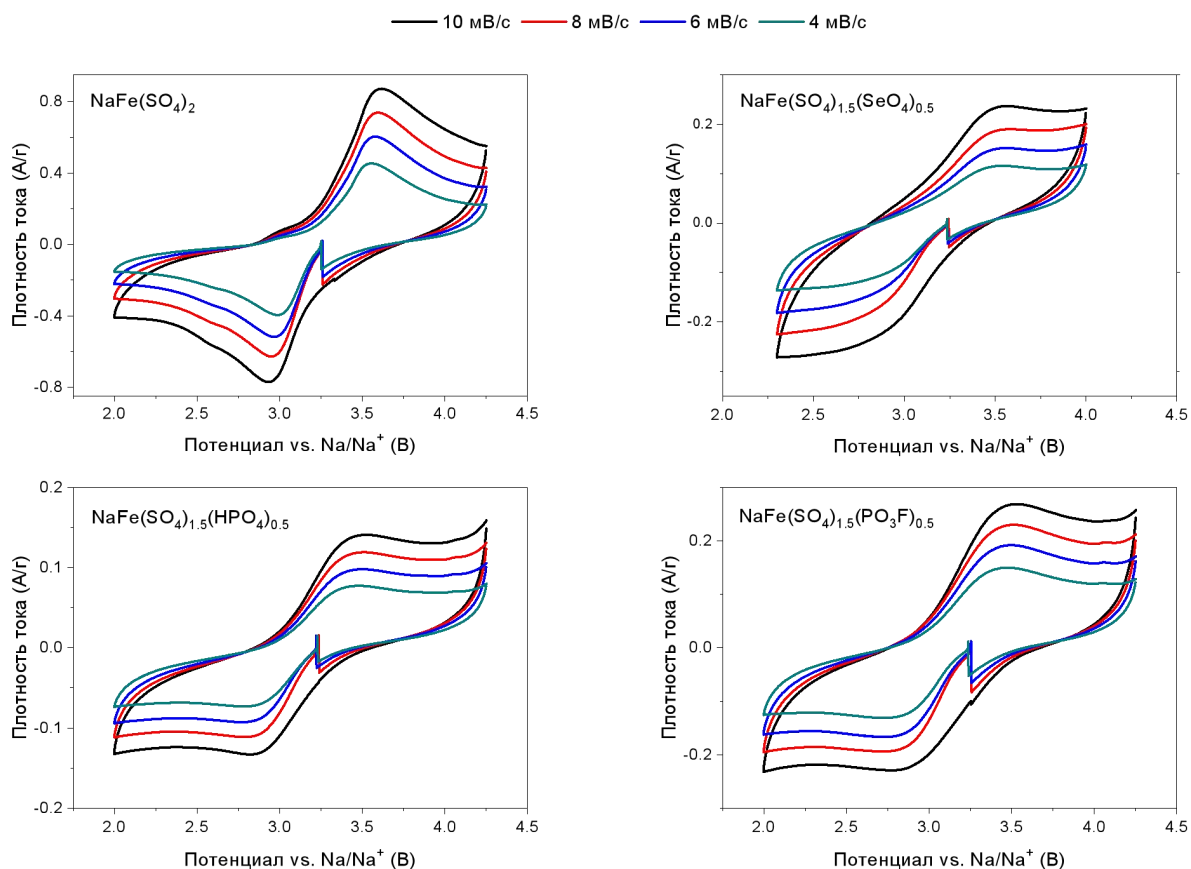 10 мВ/с 8 мВ/с 6 мВ/с 4 мВ/с
NaFe(SO4)2
Плотность тока (А/г)
0.8
0.4
0.0
-0.4
-0.8
2.0 2.5 3.0 3.5 4.0 4.5
Потенциал vs. Na/Na+ (В)
NaFe(SO4)1.5(SeO4)0.5
Плотность тока (А/г)
0.2
0.0
-0.2
2.0 2.5 3.0 3.5 4.0 4.5
Потенциал vs. Na/Na+ (В)
NaFe(SO4)1.5(HPO4)0.5
Плотность тока (А/г)
0.2
0.1
0.0
-0.1
-0.2
2.0 2.5 3.0 3.5 4.0 4.5
Потенциал vs. Na/Na+ (В)
NaFe(SO4)1.5(PO3F)0.5
Плотность тока (А/г)
0.2
0.0
-0.2
2.0 2.5 3.0 3.5 4.0 4.5
Потенциал vs. Na/Na+ (В)